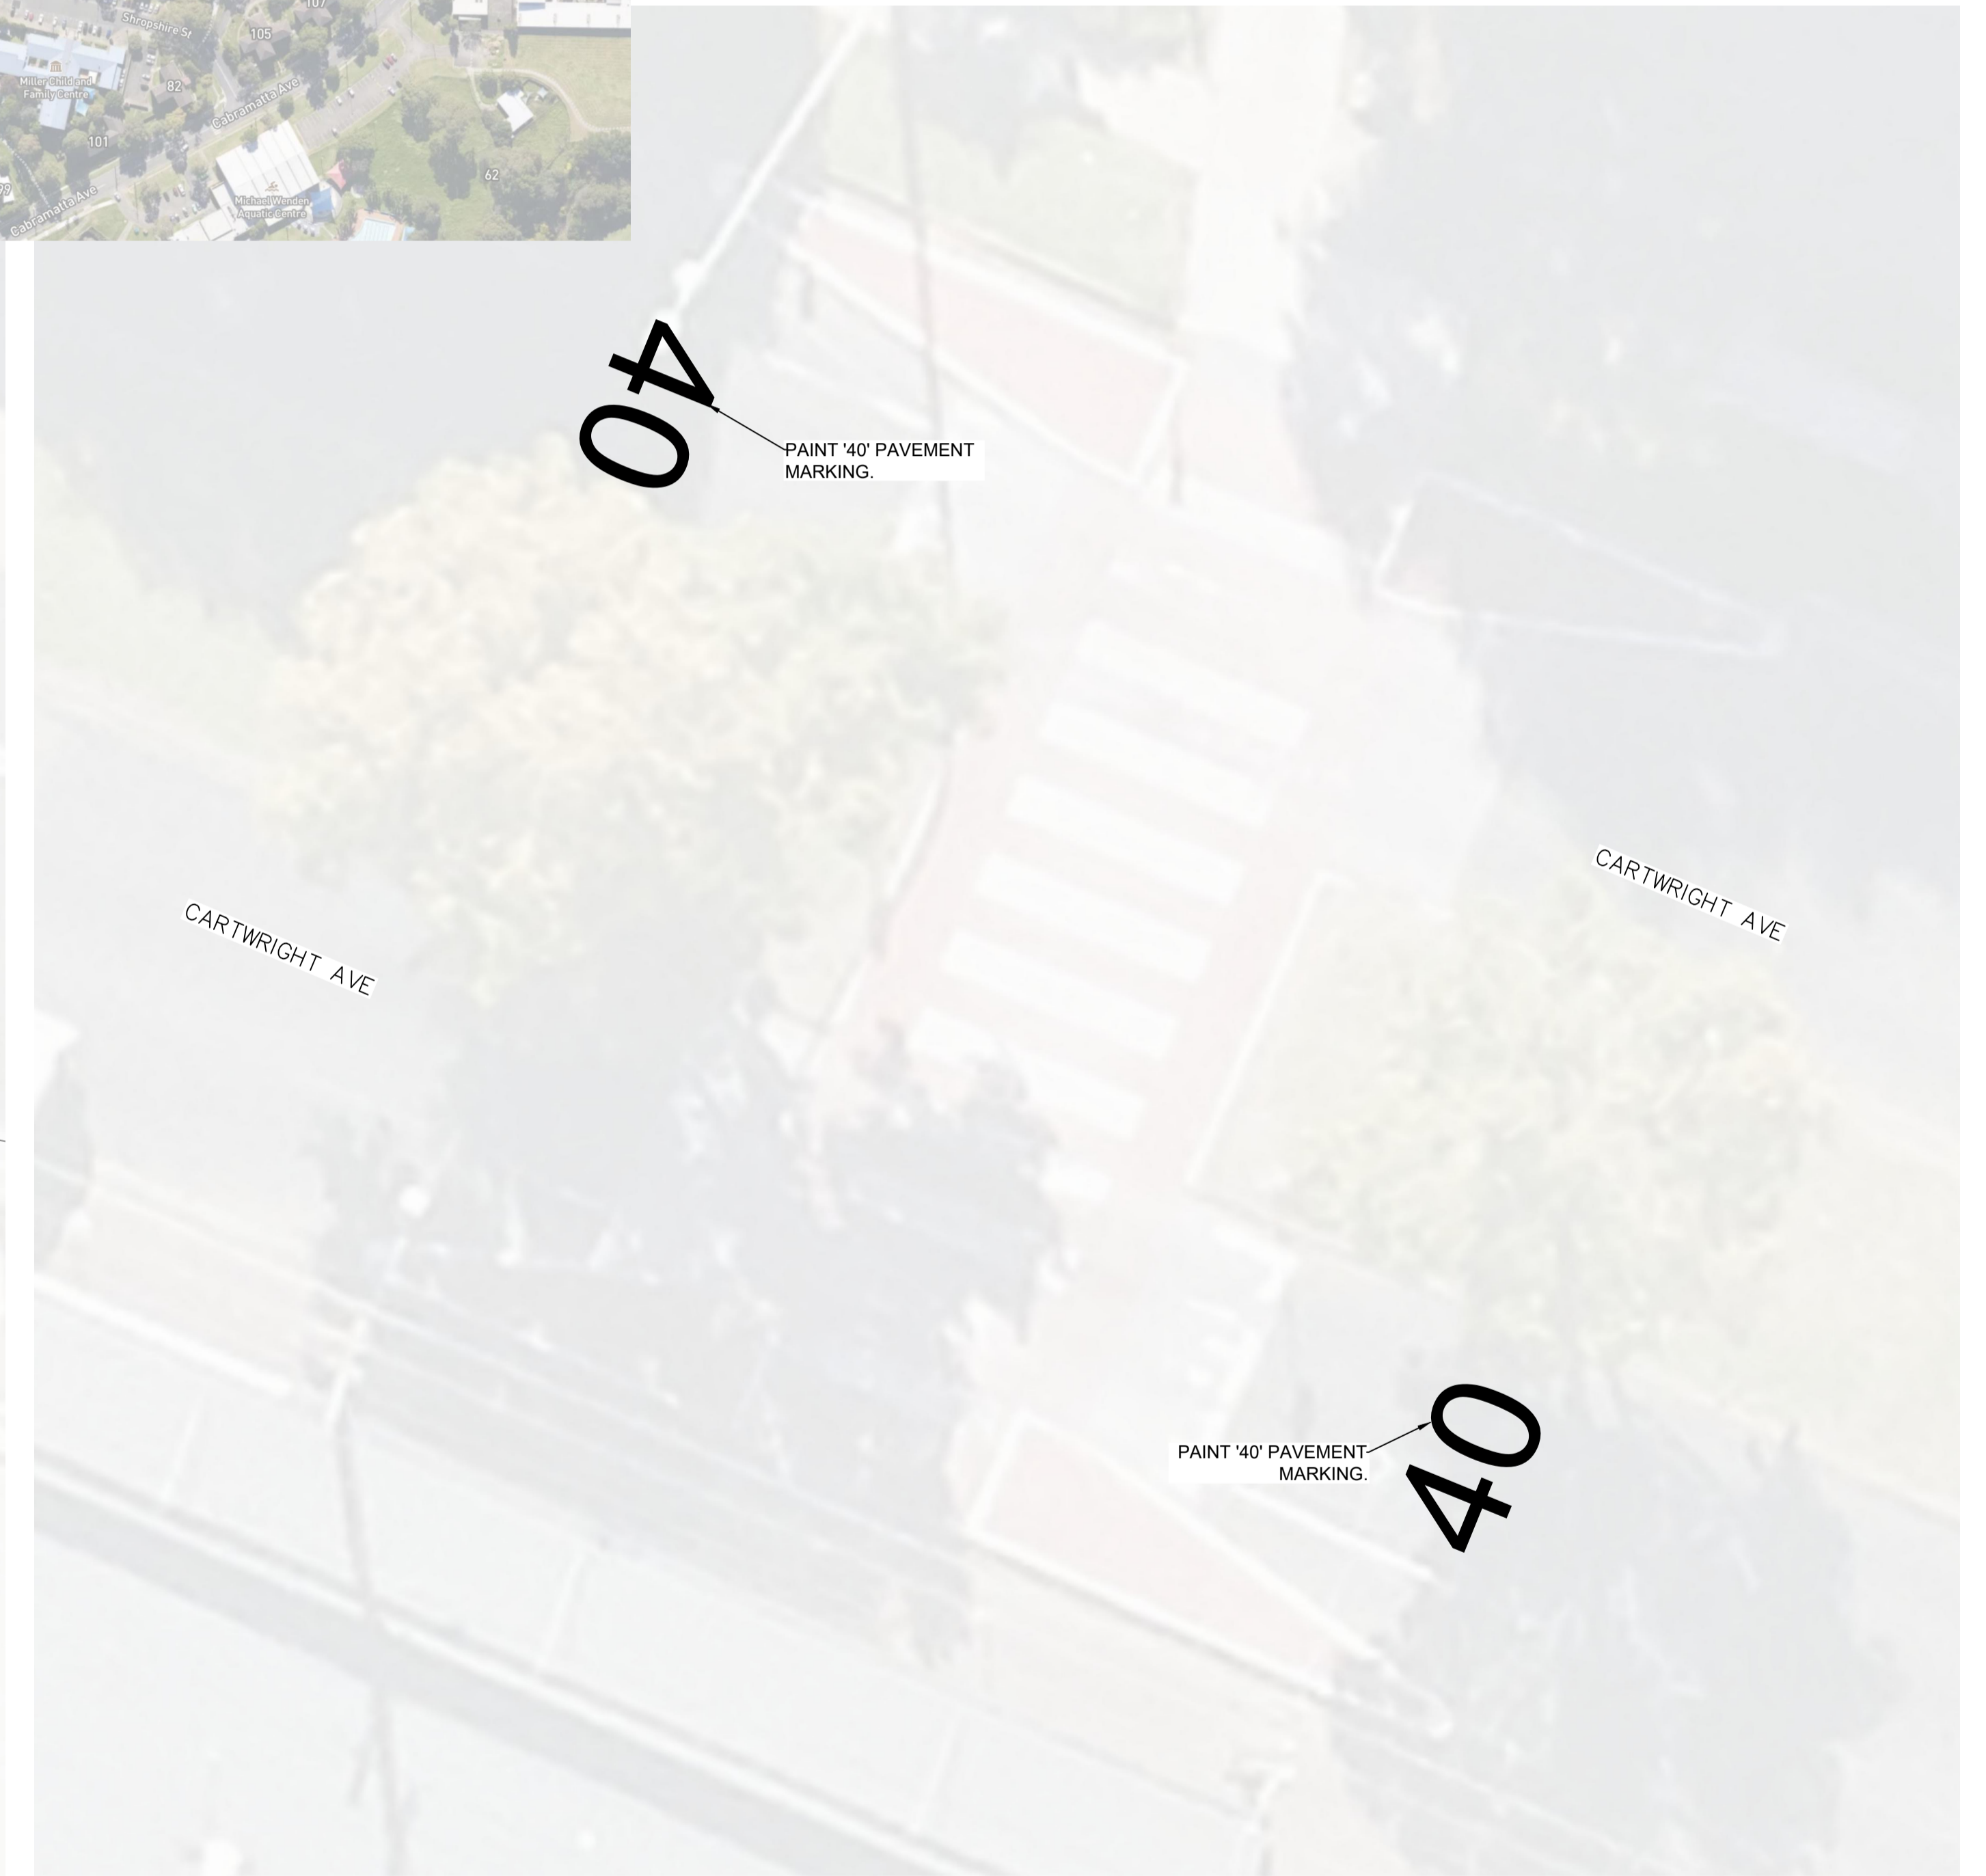 107
Shropshire St
105
Miller Child and
Family Centre
82
Cabramatta Ave
101
62
Michael Wenden
Aquatic Centre
Cabramatta Ave
40
PAINT '40' PAVEMENT
MARKING.
CARTWRIGHT AVE
CARTWRIGHT AVE
40
PAINT '40' PAVEMENT
MARKING.